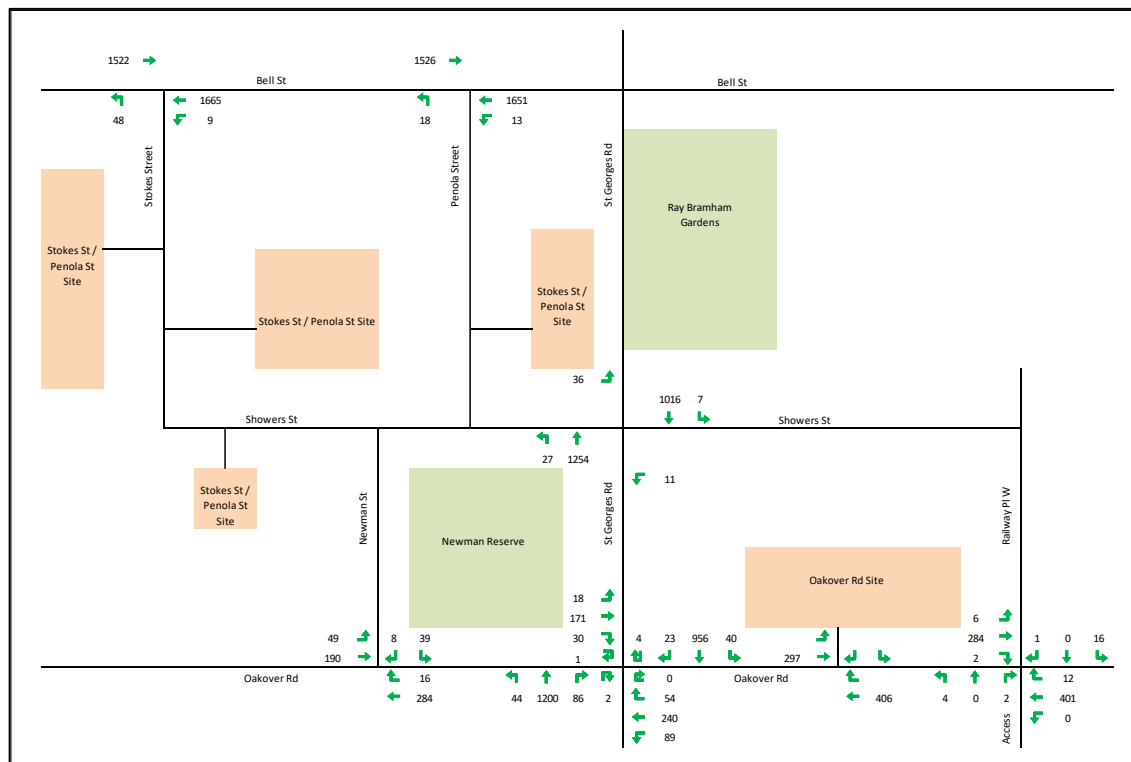 1522 1526
Bell St Bell St
1665 1651
48 9 18 13
Stokes Street
Penola Street
St Georges Rd
Ray Bramham
Gardens
Stokes St /
Penola St
Site
Stokes St / Penola St Site
Stokes St /
Penola St
Site
36
1016 7
Showers St Showers St
27 1254
11
Stokes St /
Penola St
Site
Newman St
Newman Reserve
St Georges Rd
Railway Pl W
Oakover Rd Site
18
171
6
49 8 39 30 4 23 956 40 284 1 0 16
190 1 297 2
Oakover Rd 16 0 Oakover Rd 12
284 44 1200 86 2 54 406 4 0 2 401
240 0
89
Access